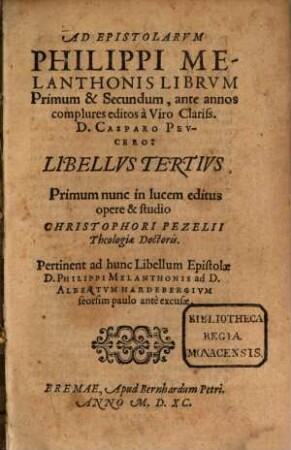 AD EPISTOLARVM
PHILIPPI ME-
LANTHONIS LIBRVM
Primum & Secundum, ante annos
complures editos à Viro Clariss.
D. CASPARO PEV-
CERO:
LIBELLVS TERTIVS,
Primum nunc in lucem editus
opere & studio
CHRISTOPHORI PEZELII
Theologiæ Doctoris.
Pertinent ad hunc Libellum Epistolæ
D. PHILIPPI MELANTHONIS ad D.
ALBERTVM HARDEBERGIVM
seorsim paulo antè excusæ.
BIBLIOTHECA
REGIA
MONACENSIS.
BREMAE, Apud Bernhardum Petri.
ANNO M. D. XC.